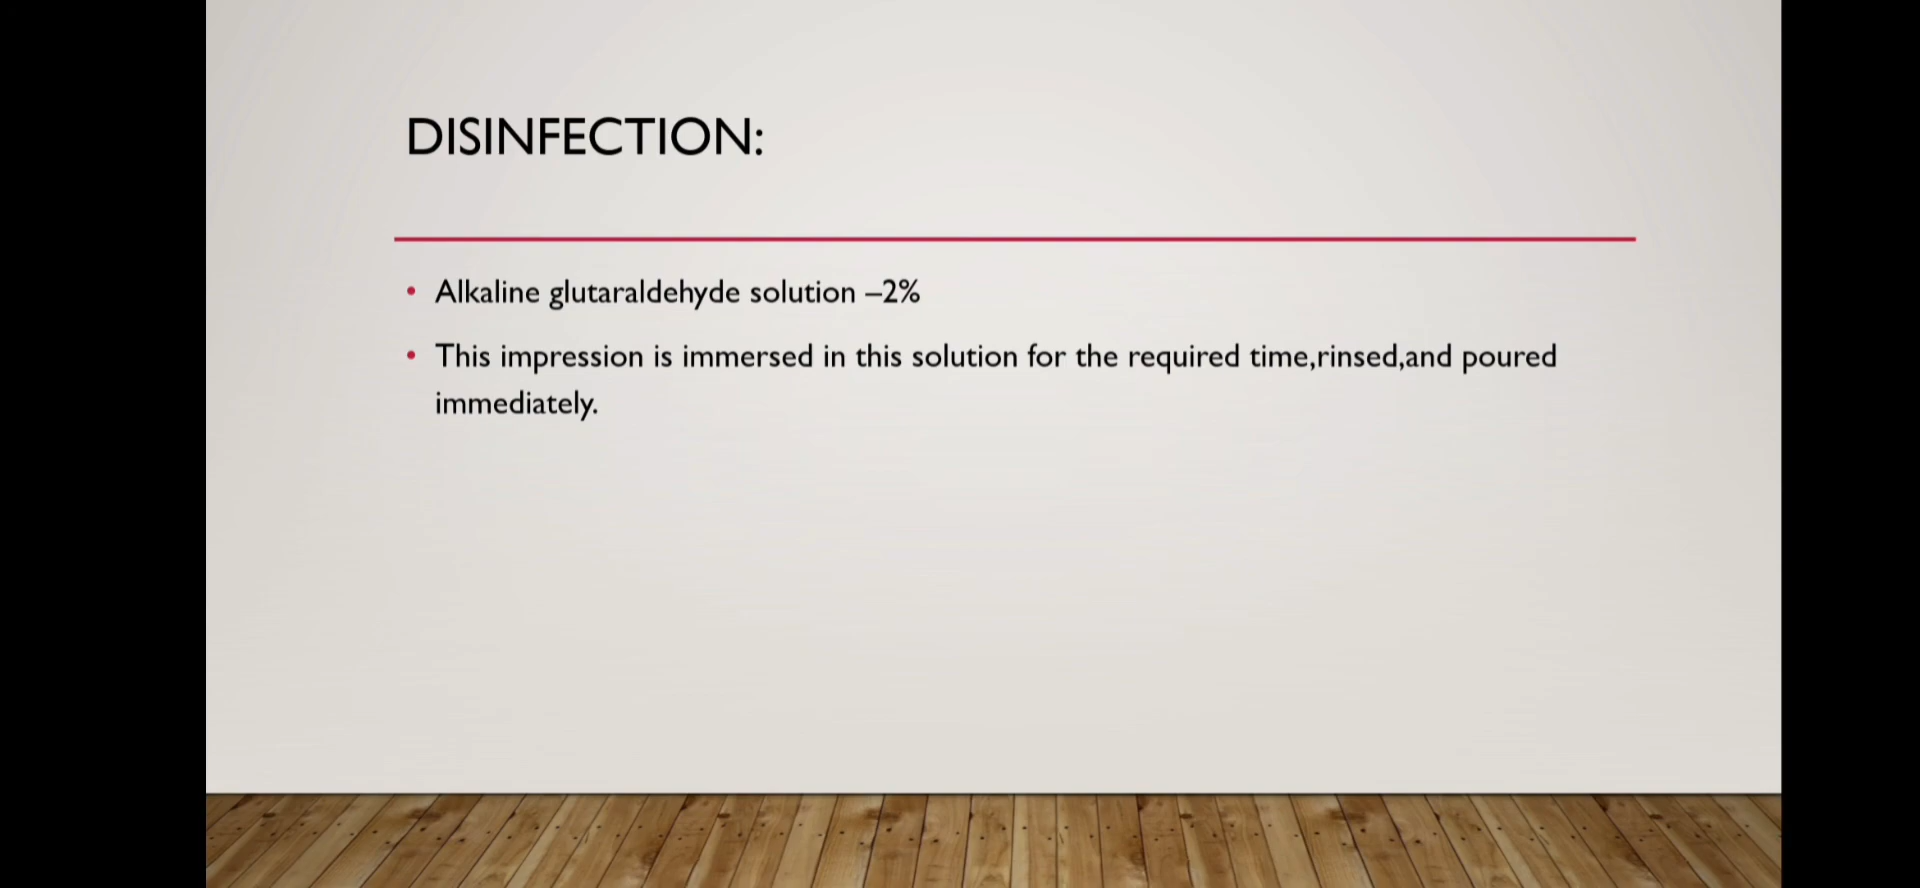 DISINFECTION:
• Alkaline glutaraldehyde solution –2%
• This impression is immersed in this solution for the required time,rinsed,and poured
immediately.